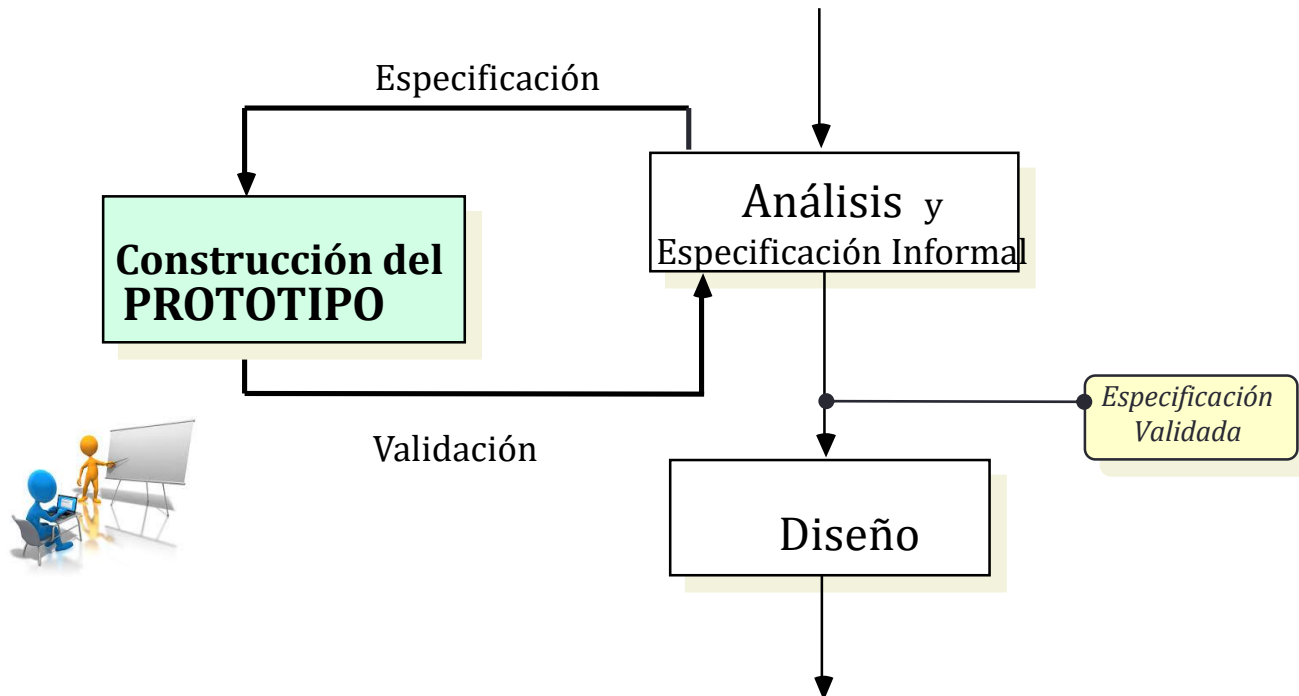 Especificación
Análisis y
Especificación Informal
Construcción del
PROTOTIPO
Especificación
Validada
Validación
Diseño